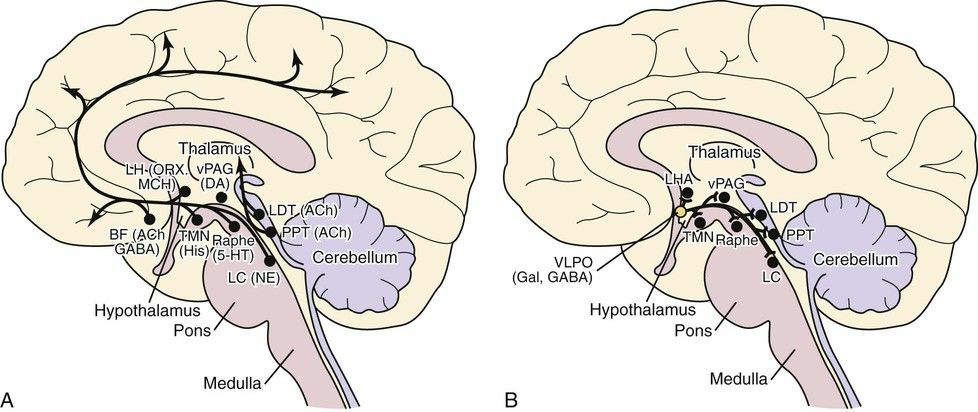 Thalamus
LH (ORX,
MCH)
vPAG
(DA)
LDT (ACh)
PPT (ACh)
BF (ACh
GABA)
TMN
(His)
Raphe
(5-HT)
LC (NE)
Cerebellum
Hypothalamus
Pons
Medulla
A
Thalamus
LHA
vPAG
LDT
PPT
TMN
Raphe
LC
VLPO
(Gal, GABA)
Cerebellum
Hypothalamus
Pons
Medulla
B